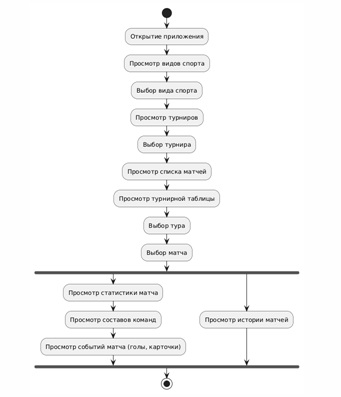 Открытие приложения
Просмотр видов спорта
Выбор вида спорта
Просмотр турниров
Выбор турнира
Просмотр списка матчей
Просмотр турнирной таблицы
Выбор тура
Выбор матча
Просмотр статистики матча
Просмотр составов команд
Просмотр событий матча (голы, карточки)
Просмотр истории матчей